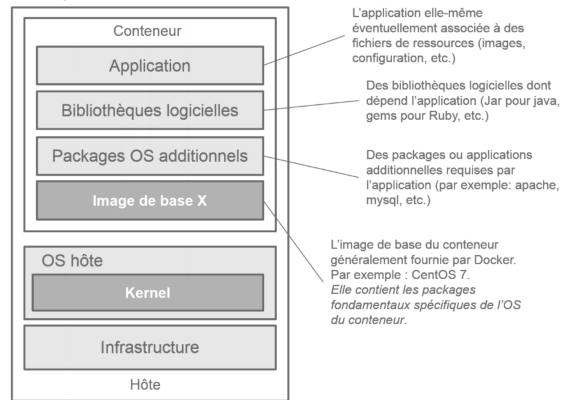 Conteneur
Application
Bibliothèques logicielles
Packages OS additionnels
Image de base X
OS hôte
Kernel
Infrastructure
Hôte
L'application elle-même
éventuellement associée à des
fichiers de ressources (images,
configuration, etc.)
Des bibliothèques logicielles dont
dépend l'application (Jar pour java,
gems pour Ruby, etc.)
Des packages ou applications
additionnelles requises par
l'application (par exemple: apache,
mysql, etc.)
L'image de base du conteneur
généralement fournie par Docker.
Par exemple : CentOS 7.
Elle contient les packages
fondamentaux spécifiques de l'OS
du conteneur.